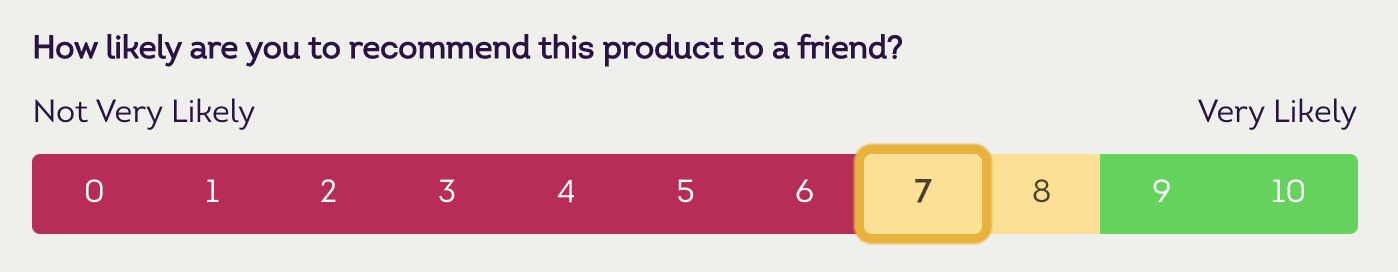 How likely are you to recommend this product to a friend?
Not Very Likely Very Likely
0 1 2 3 4 5 6 7 8 9 10